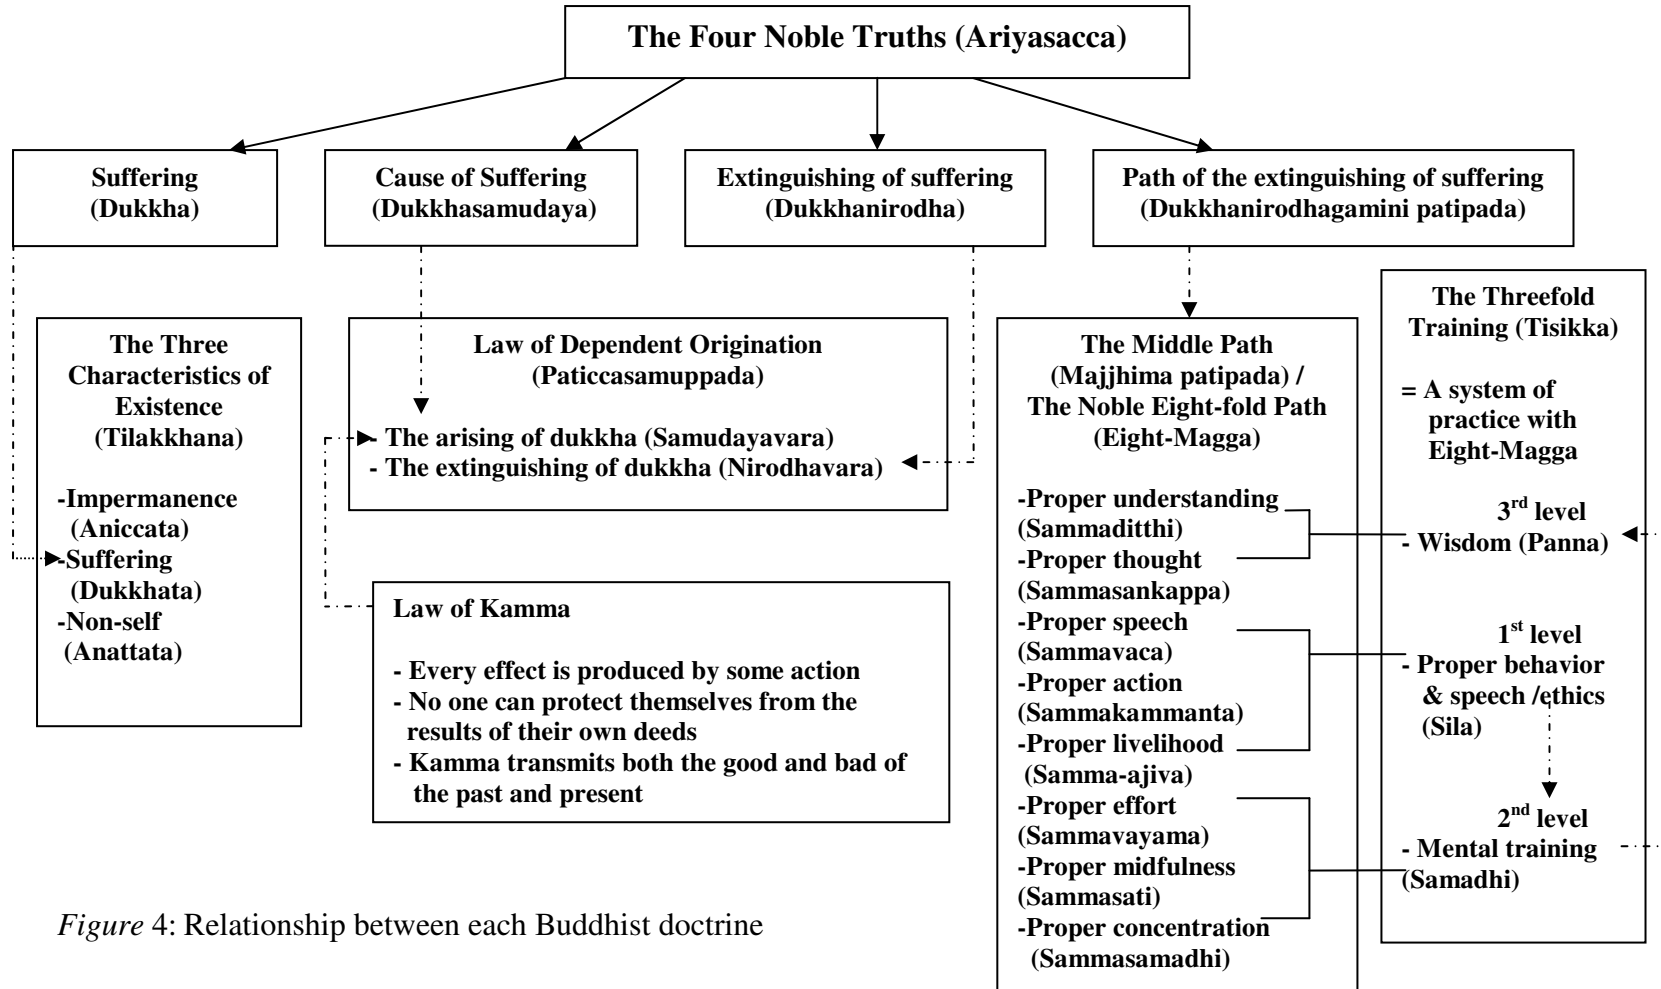 The Four Noble Truths (Ariyasacca)
Suffering
(Dukkha)
Cause of Suffering
(Dukkhasamudaya)
Extinguishing of suffering
(Dukkhanirodha)
Path of the extinguishing of suffering
(Dukkhanirodhagamini patipada)
The Three
Characteristics of
Existence
(Tilakkhana)
-Impermanence
(Aniccata)
-Suffering
(Dukkhata)
-Non-self
(Anattata)
Law of Dependent Origination
(Paticcasamuppada)
- The arising of dukkha (Samudayavara)
- The extinguishing of dukkha (Nirodhavara)
Law of Kamma
- Every effect is produced by some action
- No one can protect themselves from the
results of their own deeds
- Kamma transmits both the good and bad of
the past and present
The Middle Path
(Majjhima patipada) /
The Noble Eight-fold Path
(Eight-Magga)
-Proper understanding
(Sammaditthi)
-Proper thought
(Sammasankappa)
-Proper speech
(Sammavaca)
-Proper action
(Sammakammanta)
-Proper livelihood
(Samma-ajiva)
-Proper effort
(Sammavayama)
-Proper midfulness
(Sammasati)
-Proper concentration
(Sammasamadhi)
The Threefold
Training (Tisikka)
= A system of
practice with
Eight-Magga
3rd level
- Wisdom (Panna)
1st level
- Proper behavior
& speech /ethics
(Sila)
2nd level
- Mental training
(Samadhi)
Figure 4: Relationship between each Buddhist doctrine